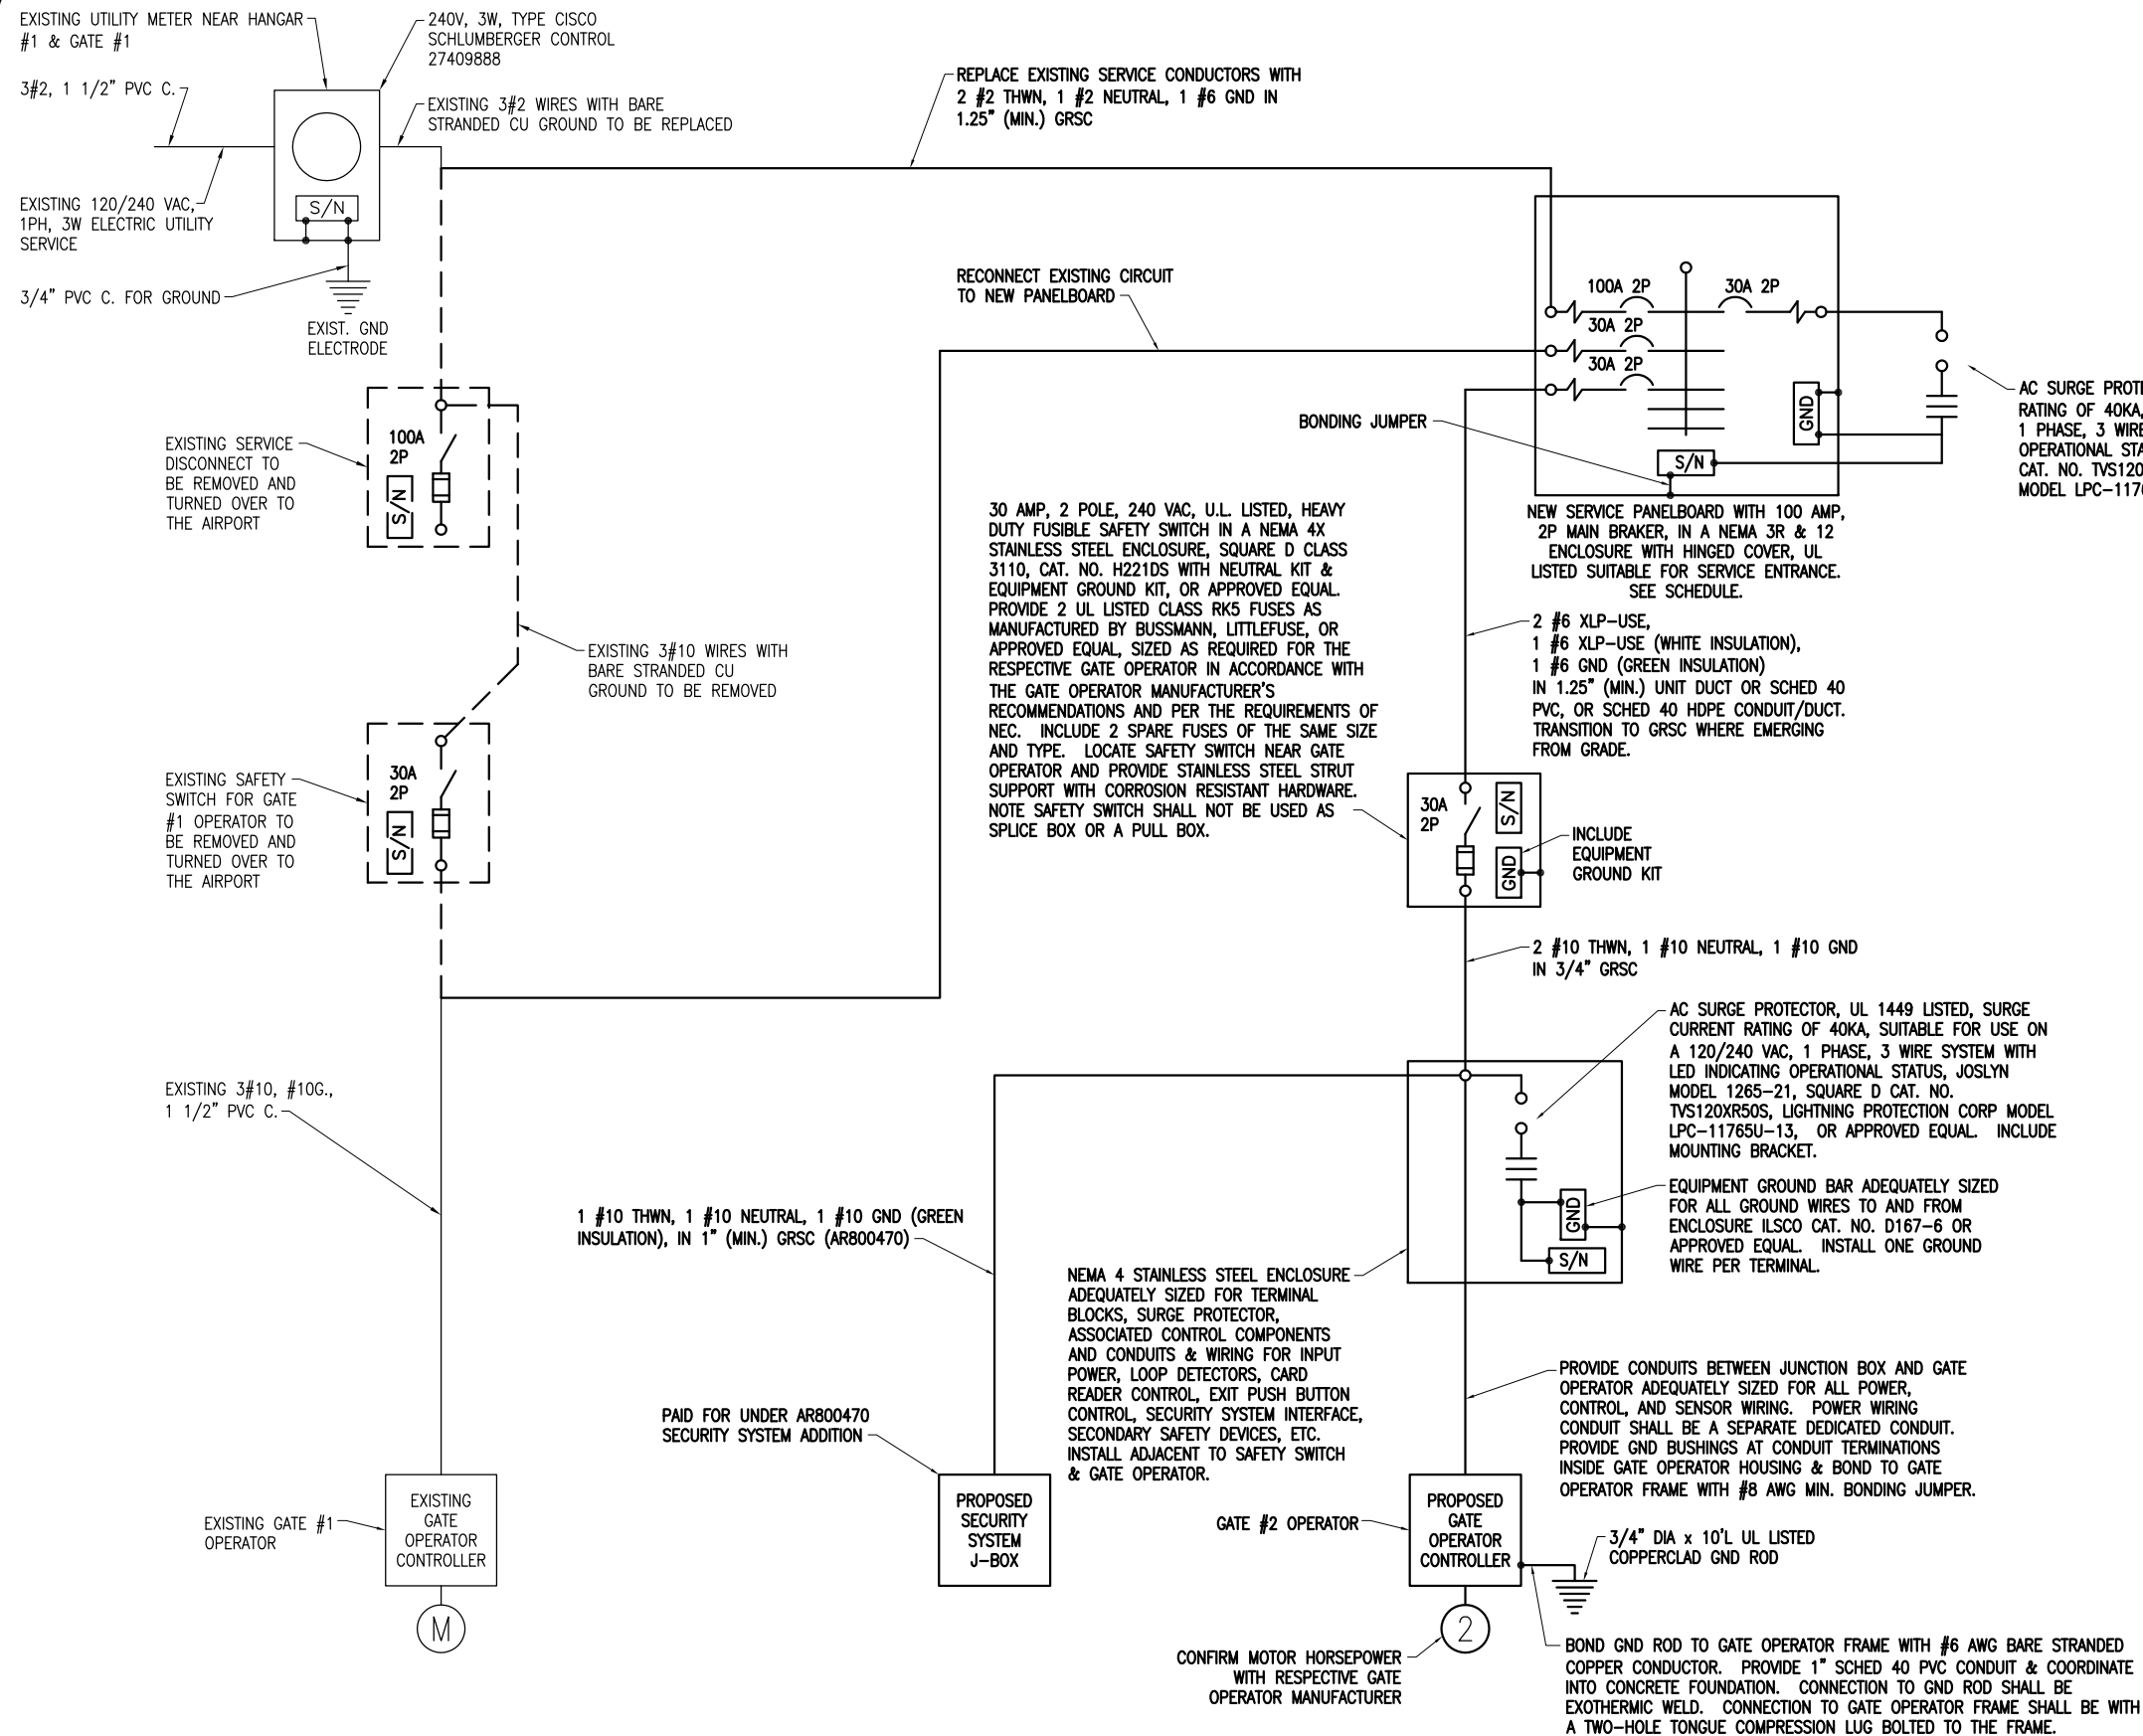 EXISTING UTILITY METER NEAR HANGAR
#1 & GATE #1
240V, 3W, TYPE CISCO
SCHLUMBERGER CONTROL
27409888
3#2, 1 1/2" PVC C.
EXISTING 3#2 WIRES WITH BARE
STRANDED CU GROUND TO BE REPLACED
REPLACE EXISTING SERVICE CONDUCTORS WITH
2 #2 THWN, 1 #2 NEUTRAL, 1 #6 GND IN
1.25" (MIN.) GRSC
EXISTING 120/240 VAC,
1PH, 3W ELECTRIC UTILITY
SERVICE
S/N
3/4" PVC C. FOR GROUND
EXIST. GND
ELECTRODE
RECONNECT EXISTING CIRCUIT
TO NEW PANELBOARD
100A 2P
30A 2P
30A 2P
30A 2P
GND
S/N
BONDING JUMPER
AC SURGE
RATING OF 40KA,
1 PHASE, 3
OPERATIONAL
CAT. NO.
MODEL
NEW SERVICE PANELBOARD WITH 100 AMP,
2P MAIN BRAKER, IN A NEMA 3R & 12
ENCLOSURE WITH HINGED COVER, UL
LISTED SUITABLE FOR SERVICE ENTRANCE.
SEE SCHEDULE.
EXISTING SERVICE
DISCONNECT TO
BE REMOVED AND
TURNED OVER TO
THE AIRPORT
100A
2P
S/N
EXISTING 3#10 WIRES WITH
BARE STRANDED CU
GROUND TO BE REMOVED
30 AMP, 2 POLE, 240 VAC, U.L. LISTED, HEAVY
DUTY FUSIBLE SAFETY SWITCH IN A NEMA 4X
STAINLESS STEEL ENCLOSURE, SQUARE D CLASS
3110, CAT. NO. H221DS WITH NEUTRAL KIT &
EQUIPMENT GROUND KIT, OR APPROVED EQUAL.
PROVIDE 2 UL LISTED CLASS RK5 FUSES AS
MANUFACTURED BY BUSSMANN, LITTLEFUSE, OR
APPROVED EQUAL, SIZED AS REQUIRED FOR THE
RESPECTIVE GATE OPERATOR IN ACCORDANCE WITH
THE GATE OPERATOR MANUFACTURER'S
RECOMMENDATIONS AND PER THE REQUIREMENTS OF
NEC. INCLUDE 2 SPARE FUSES OF THE SAME SIZE
AND TYPE. LOCATE SAFETY SWITCH NEAR GATE
OPERATOR AND PROVIDE STAINLESS STEEL STRUT
SUPPORT WITH CORROSION RESISTANT HARDWARE.
NOTE SAFETY SWITCH SHALL NOT BE USED AS
SPLICE BOX OR A PULL BOX.
2 #6 XLP-USE,
1 #6 XLP-USE (WHITE INSULATION),
1 #6 GND (GREEN INSULATION)
IN 1.25" (MIN.) UNIT DUCT OR SCHED 40
PVC, OR SCHED 40 HDPE CONDUIT/DUCT.
TRANSITION TO GRSC WHERE EMERGING
FROM GRADE.
EXISTING SAFETY
SWITCH FOR GATE
#1 OPERATOR TO
BE REMOVED AND
TURNED OVER TO
THE AIRPORT
30A
2P
S/N
30A
2P
S/N
GND
INCLUDE
EQUIPMENT
GROUND KIT
2 #10 THWN, 1 #10 NEUTRAL, 1 #10 GND
IN 3/4" GRSC
AC SURGE PROTECTOR, UL 1449 LISTED, SURGE
CURRENT RATING OF 40KA, SUITABLE FOR USE ON
A 120/240 VAC, 1 PHASE, 3 WIRE SYSTEM WITH
LED INDICATING OPERATIONAL STATUS, JOSLYN
MODEL 1265-21, SQUARE D CAT. NO.
TVS120XR50S, LIGHTNING PROTECTION CORP MODEL
LPC-11765U-13, OR APPROVED EQUAL. INCLUDE
MOUNTING BRACKET.
EXISTING 3#10, #10G.,
1 1/2" PVC C.
GND
S/N
EQUIPMENT GROUND BAR ADEQUATELY SIZED
FOR ALL GROUND WIRES TO AND FROM
ENCLOSURE ILSCO CAT. NO. D167-6 OR
APPROVED EQUAL. INSTALL ONE GROUND
WIRE PER TERMINAL.
1 #10 THWN, 1 #10 NEUTRAL, 1 #10 GND (GREEN
INSULATION), IN 1" (MIN.) GRSC (AR800470)
NEMA 4 STAINLESS STEEL ENCLOSURE
ADEQUATELY SIZED FOR TERMINAL
BLOCKS, SURGE PROTECTOR,
ASSOCIATED CONTROL COMPONENTS
AND CONDUITS & WIRING FOR INPUT
POWER, LOOP DETECTORS, CARD
READER CONTROL, EXIT PUSH BUTTON
CONTROL, SECURITY SYSTEM INTERFACE,
SECONDARY SAFETY DEVICES, ETC.
INSTALL ADJACENT TO SAFETY SWITCH
& GATE OPERATOR.
PROVIDE CONDUITS BETWEEN JUNCTION BOX AND GATE
OPERATOR ADEQUATELY SIZED FOR ALL POWER,
CONTROL, AND SENSOR WIRING. POWER WIRING
CONDUIT SHALL BE A SEPARATE DEDICATED CONDUIT.
PROVIDE GND BUSHINGS AT CONDUIT TERMINATIONS
INSIDE GATE OPERATOR HOUSING & BOND TO GATE
OPERATOR FRAME WITH #8 AWG MIN. BONDING JUMPER.
PAID FOR UNDER AR800470
SECURITY SYSTEM ADDITION
EXISTING GATE #1
OPERATOR
EXISTING
GATE
OPERATOR
CONTROLLER
M
PROPOSED
SECURITY
SYSTEM
J-BOX
GATE #2 OPERATOR
PROPOSED
GATE
OPERATOR
CONTROLLER
2
3/4" DIA x 10'L UL LISTED
COPPERCLAD GND ROD
CONFIRM MOTOR HORSEPOWER
WITH RESPECTIVE GATE
OPERATOR MANUFACTURER
BOND GND ROD TO GATE OPERATOR FRAME WITH #6 AWG BARE STRANDED
COPPER CONDUCTOR. PROVIDE 1" SCHED 40 PVC CONDUIT & COORDINATE
INTO CONCRETE FOUNDATION. CONNECTION TO GND ROD SHALL BE
EXOTHERMIC WELD. CONNECTION TO GATE OPERATOR FRAME SHALL BE WITH
A TWO-HOLE TONGUE COMPRESSION LUG BOLTED TO THE FRAME.